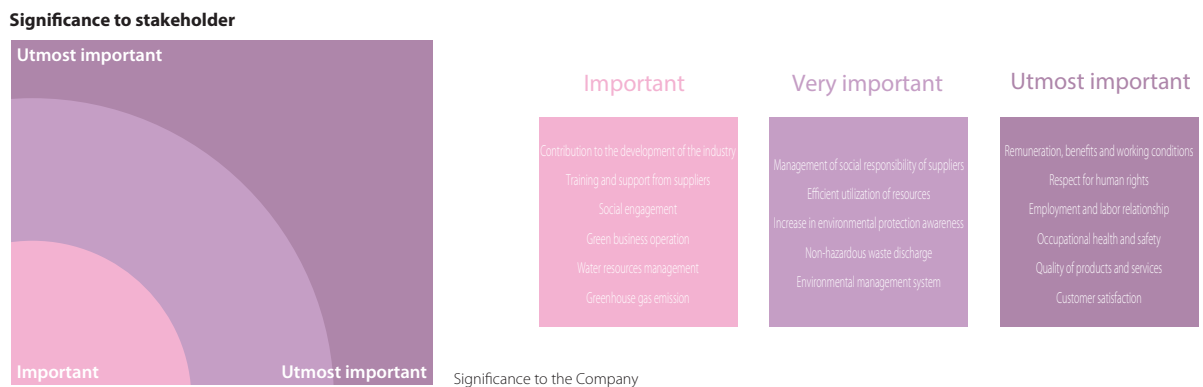 Significance to stakeholder
Utmost important
Important
Utmost important
Significance to the Company
Important
Contribution to the development of the industry
Training and support from suppliers
Social engagement
Green business operation
Water resources management
Greenhouse gas emission
Very important
Management of social responsibility of suppliers
Efficient utilization of resources
Increase in environmental protection awareness
Non-hazardous waste discharge
Environmental management system
Utmost important
Remuneration, benefits and working conditions
Respect for human rights
Employment and labor relationship
Occupational health and safety
Quality of products and services
Customer satisfaction